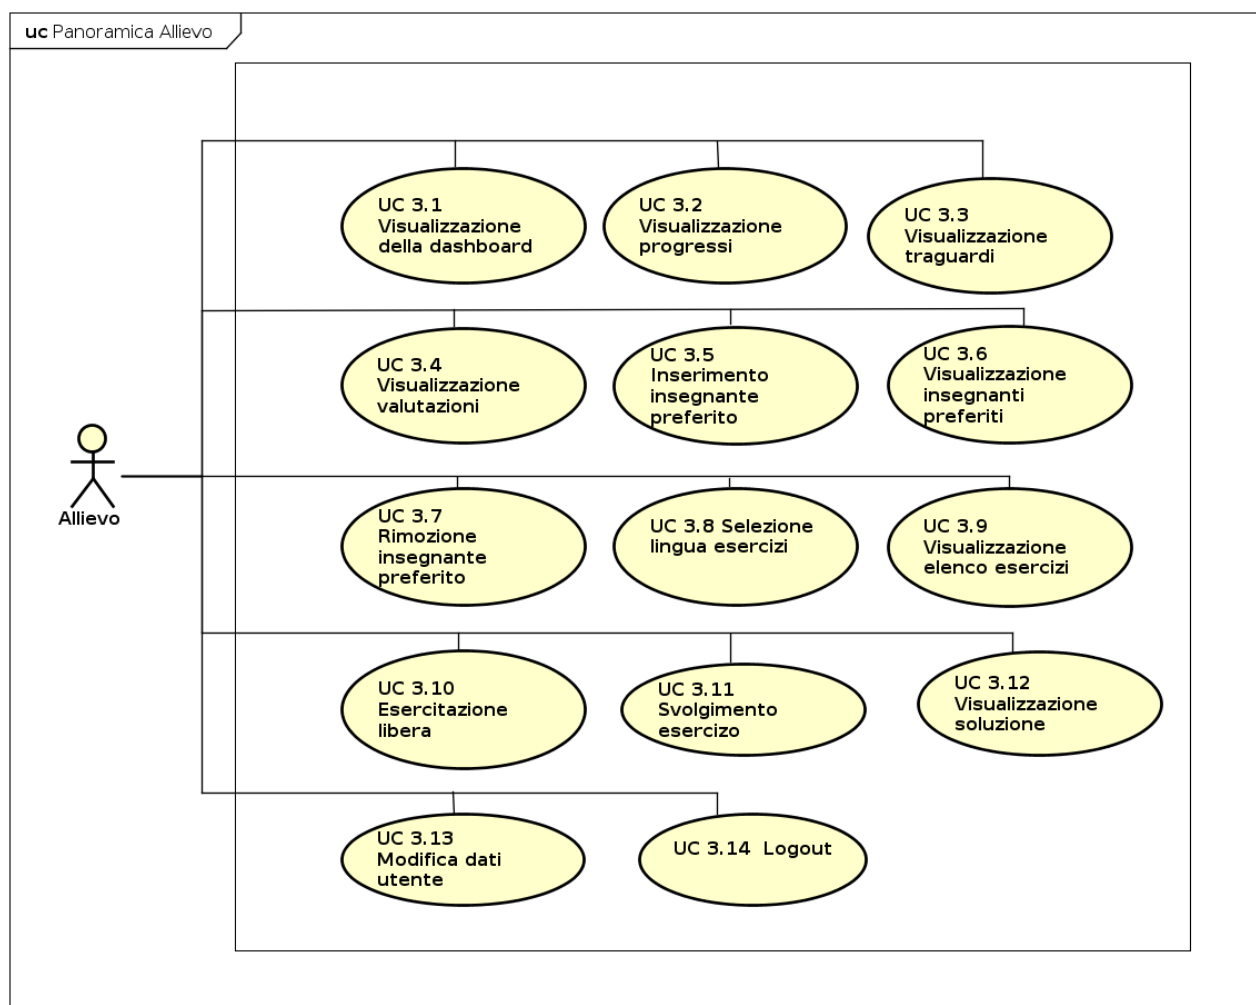 uc Panoramica Allievo
UC 3.1
Visualizzazione
della dashboard
UC 3.2
Visualizzazione
progressi
UC 3.3
Visualizzazione
traguardi
UC 3.4
Visualizzazione
valutazioni
UC 3.5
Inserimento
insegnante
preferito
UC 3.6
Visualizzazione
insegnanti
preferiti
Allievo
UC 3.7
Rimozione
insegnante
preferito
UC 3.8 Selezione
lingua esercizi
UC 3.9
Visualizzazione
elenco esercizi
UC 3.10
Esercitazione
libera
UC 3.11
Svolgimento
esercizo
UC 3.12
Visualizzazione
soluzione
UC 3.13
Modifica dati
utente
UC 3.14 Logout